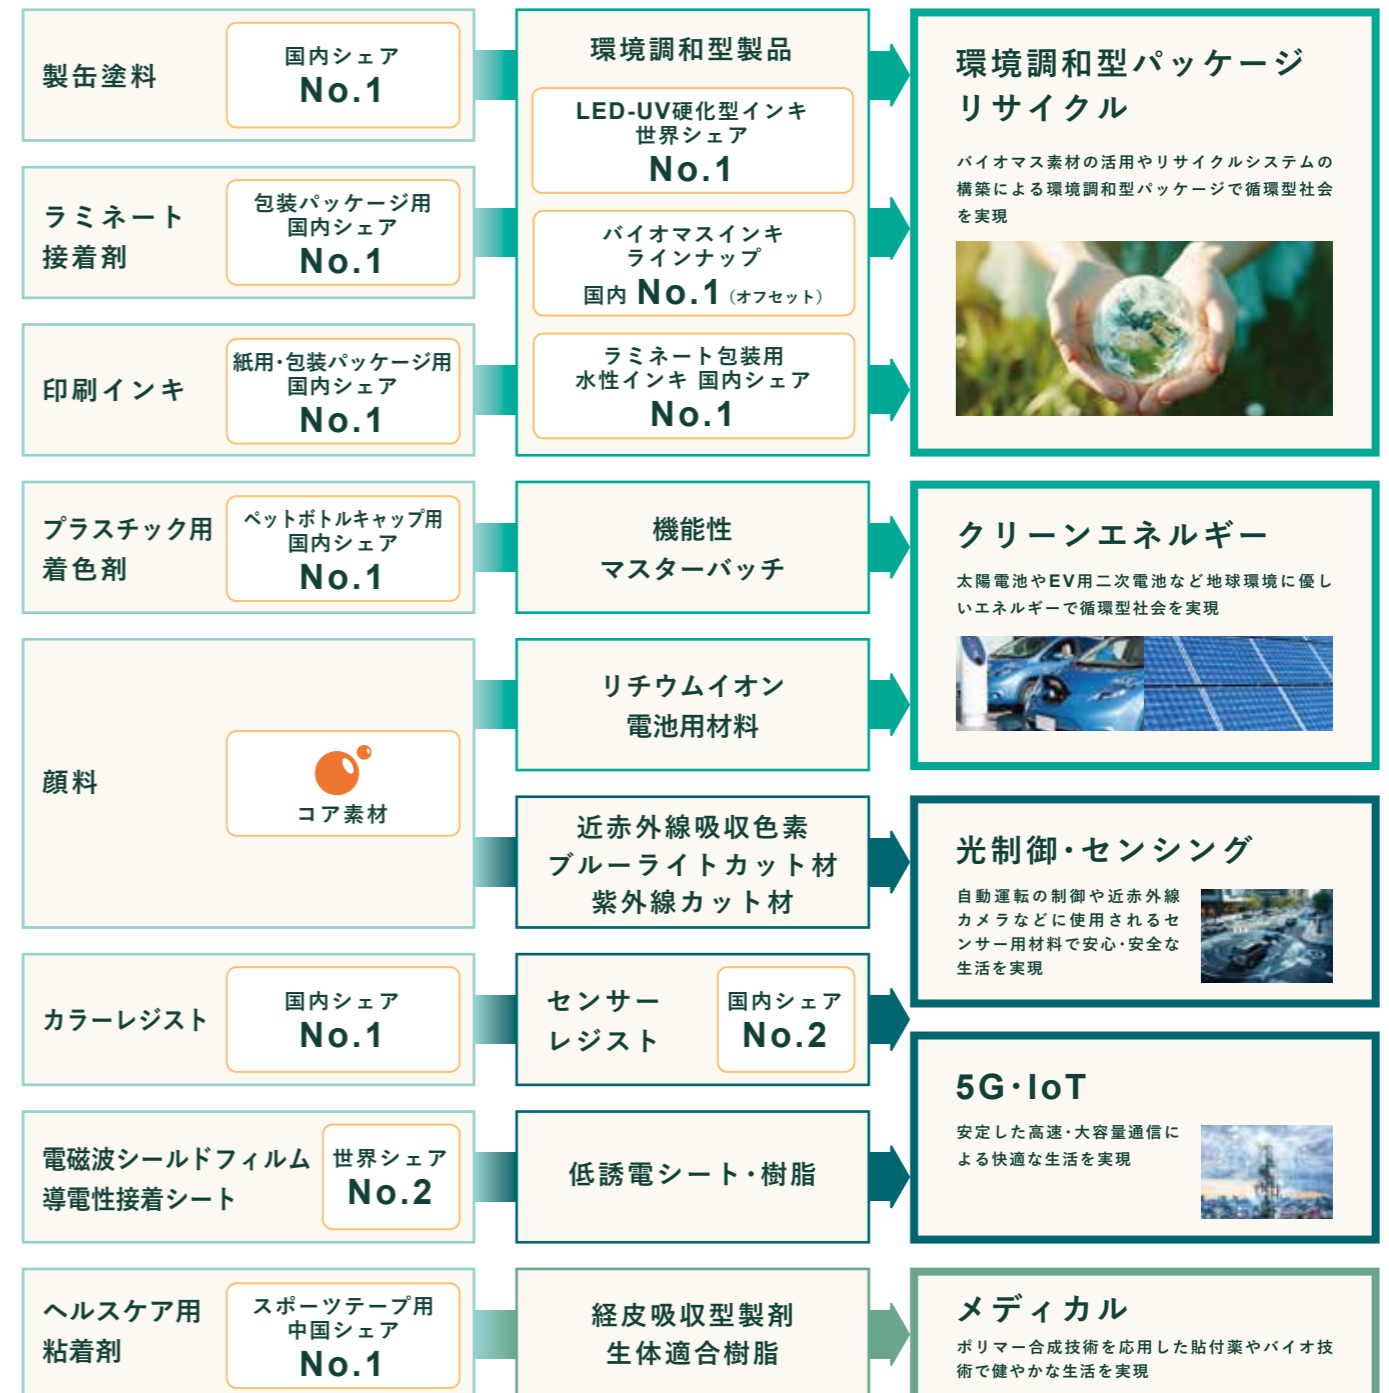 製缶塗料
国内シェア
No.1
ラミネート
接着剤
包装パッケージ用
国内シェア
No.1
印刷インキ
紙用・包装パッケージ用
国内シェア
No.1
環境調和型製品
LED-UV硬化型インキ
世界シェア
No.1
バイオマスインキ
ラインナップ
国内 No.1（オフセット）
ラミネート包装用
水性インキ 国内シェア
No.1
環境調和型パッケージ
リサイクル
バイオマス素材の活用やリサイクルシステムの
構築による環境調和型パッケージで循環型社会
を実現
プラスチック用
着色剤
ペットボトルキャップ用
国内シェア
No.1
機能性
マスターバッチ
顔料
コア素材
リチウムイオン
電池用材料
クリーンエネルギー
太陽電池やEV用二次電池など地球環境に優し
いエネルギーで循環型社会を実現
近赤外線吸収色素
ブルーライトカット材
紫外線カット材
光制御・センシング
自動運転の制御や近赤外線
カメラなどに使用されるセ
ンサー用材料で安心・安全な
生活を実現
カラーレジスト
国内シェア
No.1
センサー
レジスト
国内シェア
No.2
電磁波シールドフィルム
導電性接着シート
世界シェア
No.2
低誘電シート・樹脂
5G・IoT
安定した高速・大容量通信に
よる快適な生活を実現
ヘルスケア用
粘着剤
スポーツテープ用
中国シェア
No.1
経皮吸収型製剤
生体適合樹脂
メディカル
ポリマー合成技術を応用した貼付薬やバイオ技
術で健やかな生活を実現